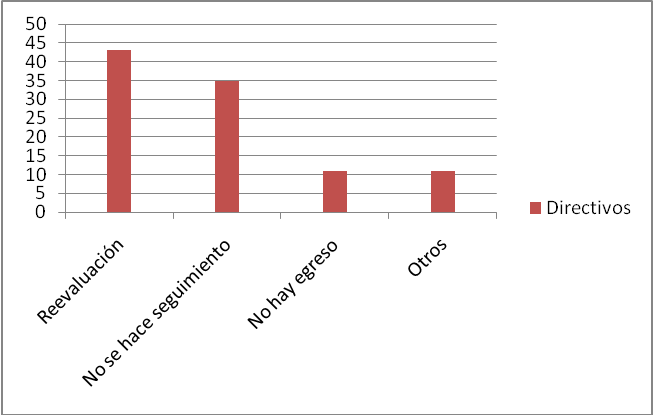 50
45
40
35
30
25
20
15
10
5
0
Reevaluación
No se hace seguimiento
No hay egreso
Otros
Directivos